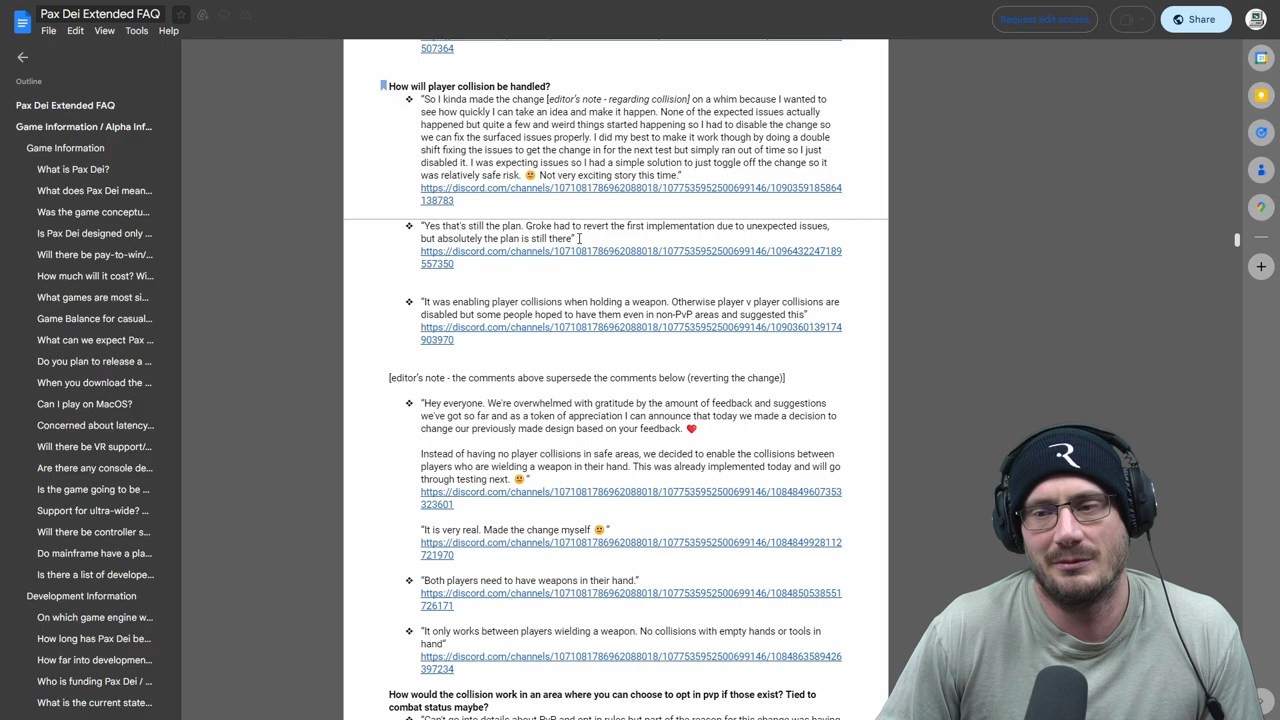 Pax Dei Extended FAQ
File Edit View Tools Help
Request edit access
Share
Outline
Pax Dei Extended FAQ
Game Information / Alpha Inf...
Game Information
What is Pax Dei?
What does Pax Dei mean...
Was the game conceptu...
Is Pax Dei designed only ...
Will there be pay-to-win/...
How much will it cost? Wi...
What games are most si...
Game Balance for casual...
What can we expect Pax ...
Do you plan to release a ...
When you download the ...
Can I play on MacOS?
Concerned about latency...
Will there be VR support/...
Are there any console de...
Is the game going to be ...
Support for ultra-wide? ...
Will there be controller s...
Do mainframe have a pla...
Is there a list of develope...
Development Information
On which game engine w...
How long has Pax Dei be...
How far into developmen...
Who is funding Pax Dei / ...
What is the current state...
507364
How will player collision be handled?
❖ “So I kinda made the change [editor’s note - regarding collision] on a whim because I wanted to
see how quickly I can take an idea and make it happen. None of the expected issues actually
happened but quite a few and weird things started happening so I had to disable the change so
we can fix the surfaced issues properly. I did my best to make it work though by doing a double
shift fixing the issues to get the change in for the next test but simply ran out of time so I just
disabled it. I was expecting issues so I had a simple solution to just toggle off the change so it
was relatively safe risk. 🙂 Not very exciting story this time.”
https://discord.com/channels/1071081786962088018/1077535952500699146/1090359185864
138783
❖ “Yes that's still the plan. Groke had to revert the first implementation due to unexpected issues,
but absolutely the plan is still there”
https://discord.com/channels/1071081786962088018/1077535952500699146/1096432247189
557350
❖ “It was enabling player collisions when holding a weapon. Otherwise player v player collisions are
disabled but some people hoped to have them even in non-PvP areas and suggested this”
https://discord.com/channels/1071081786962088018/1077535952500699146/1090360139174
903970
[editor’s note - the comments above supersede the comments below (reverting the change)]
❖ “Hey everyone. We're overwhelmed with gratitude by the amount of feedback and suggestions
we've got so far and as a token of appreciation I can announce that today we made a decision to
change our previously made design based on your feedback. ❤️
Instead of having no player collisions in safe areas, we decided to enable the collisions between
players who are wielding a weapon in their hand. This was already implemented today and will go
through testing next. 🙂”
https://discord.com/channels/1071081786962088018/1077535952500699146/1084849607353
323601
“It is very real. Made the change myself 🙂”
https://discord.com/channels/1071081786962088018/1077535952500699146/1084849928112
721970
❖ “Both players need to have weapons in their hand.”
https://discord.com/channels/1071081786962088018/1077535952500699146/1084850538551
726171
❖ “It only works between players wielding a weapon. No collisions with empty hands or tools in
hand”
https://discord.com/channels/1071081786962088018/1077535952500699146/1084863589426
397234
How would the collision work in an area where you can choose to opt in pvp if those exist? Tied to
combat status maybe?
❖ “Can't go into details about PvP and opt in rules but part of the reason for this change was having